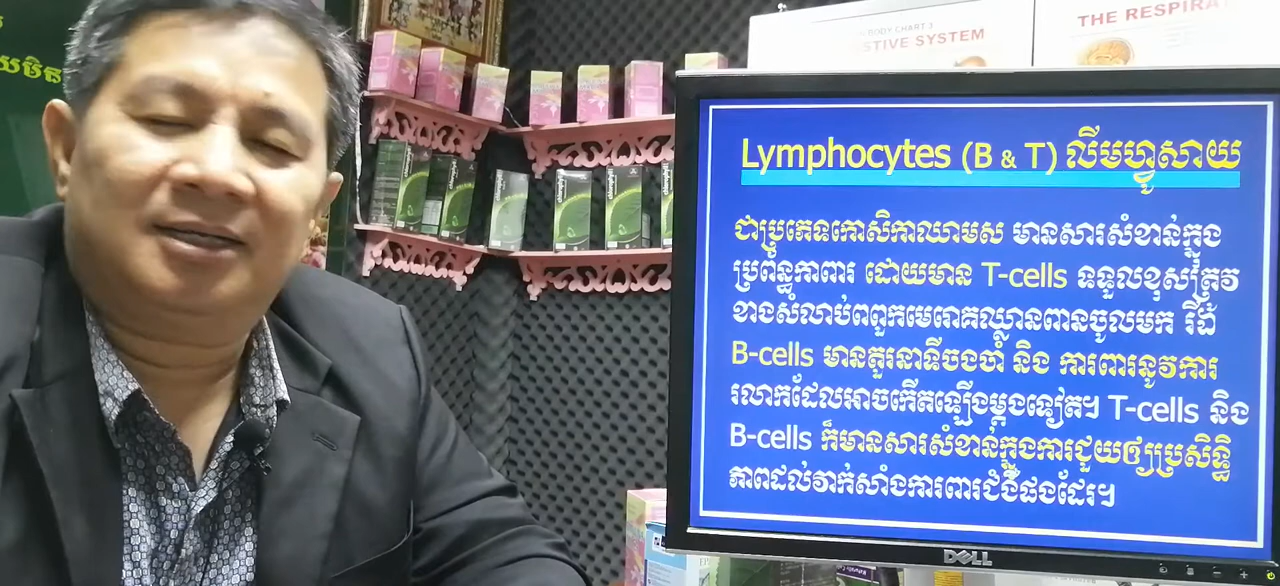 BODY CHART 3
ESTIVE SYSTEM
THE RESPIRAT
Lymphocytes (B & T) លីមហ្វូសាយ
ជាប្រភេទកោសិកាឈាមស មានសារសំខាន់ក្នុង
ប្រព័ន្ធការពារ ដោយមាន T-cells ទទួលខុសត្រូវ
ខាងសំលាប់ពពួកមេរោគឈ្លានពានចូលមក រីឯ
B-cells មានតួរនាទីចងចាំ និង ការពារនូវការ
រលាកដែលអាចកើតឡើងម្តងទៀត។ T-cells និង
B-cells ក៏មានសារសំខាន់ក្នុងការជួយឲ្យប្រសិទ្ធិ
ភាពដល់វ៉ាក់សាំងការពារជំងឺផងដែរ។
DELL